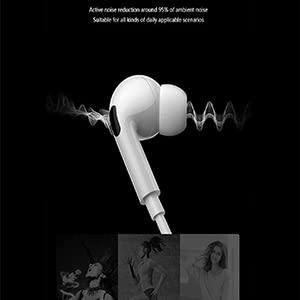 Active noise reduction around 95% of ambient noise
Suitable for all kinds of daily applicable scenarios